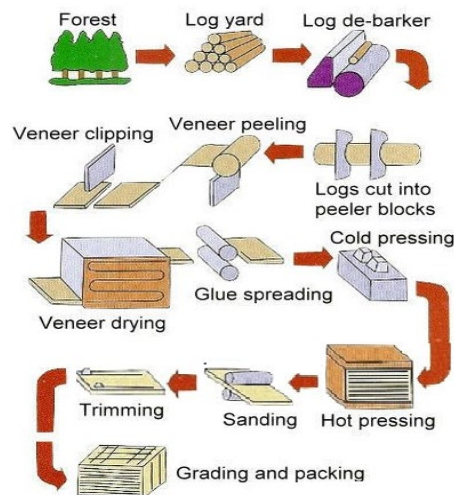 Forest
Log yard
Log de-barker
Logs cut into
peeler blocks
Veneer peeling
Veneer clipping
Veneer drying
Glue spreading
Cold pressing
Hot pressing
Sanding
Trimming
Grading and packing